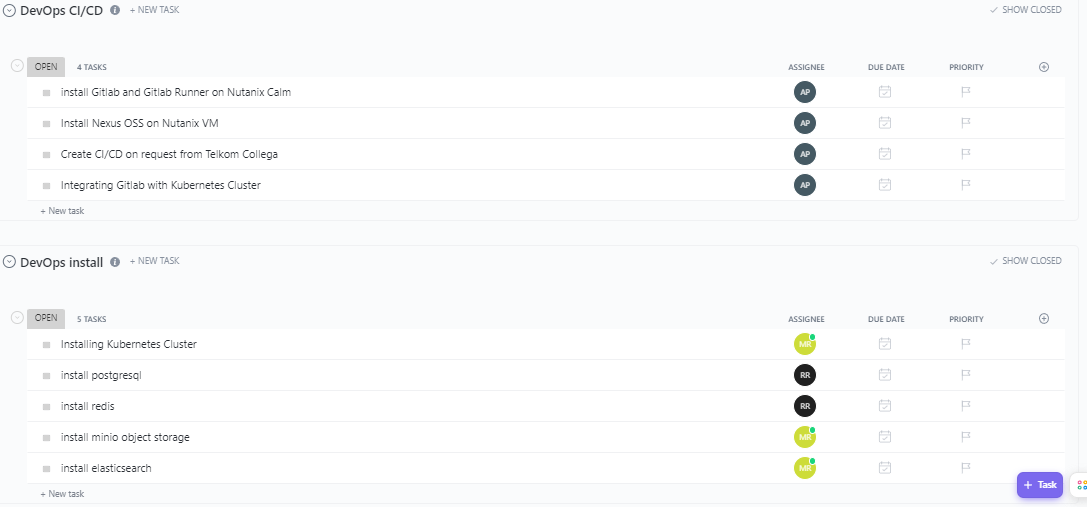 DevOps CI/CD + NEW TASK SHOW CLOSED
OPEN 4 TASKS ASSIGNEE DUE DATE PRIORITY
install Gitlab and Gitlab Runner on Nutanix Calm AP
Install Nexus OSS on Nutanix VM AP
Create CI/CD on request from Telkom Collega AP
Integrating Gitlab with Kubernetes Cluster AP
+ New task
DevOps install + NEW TASK SHOW CLOSED
OPEN 5 TASKS ASSIGNEE DUE DATE PRIORITY
Installing Kubernetes Cluster MR
install postgresql RR
install redis RR
install minio object storage MR
install elasticsearch MR
+ Task
+ New task